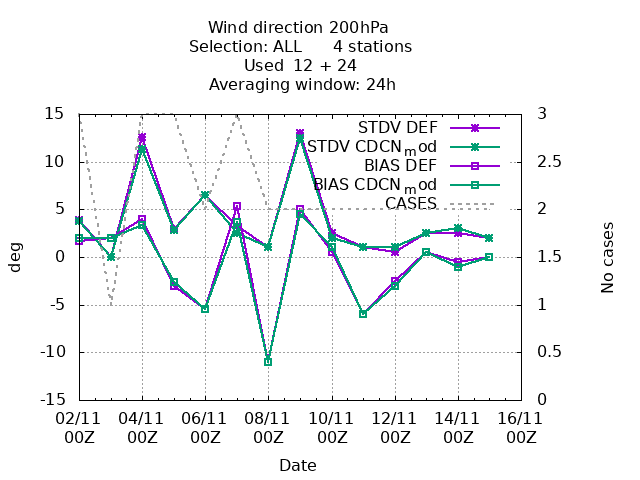 Wind direction 200hPa
Selection: ALL 4 stations
Used 12 + 24
Averaging window: 24h
STDV DEF
STDV CDCNmod
BIAS DEF
BIAS CDCNmod
CASES
15
10
5
0
-5
-10
-15
3
2.5
2
1.5
1
0.5
0
deg
No cases
02/11 04/11 06/11 08/11 10/11 12/11 14/11 16/11
00Z 00Z 00Z 00Z 00Z 00Z 00Z 00Z
Date